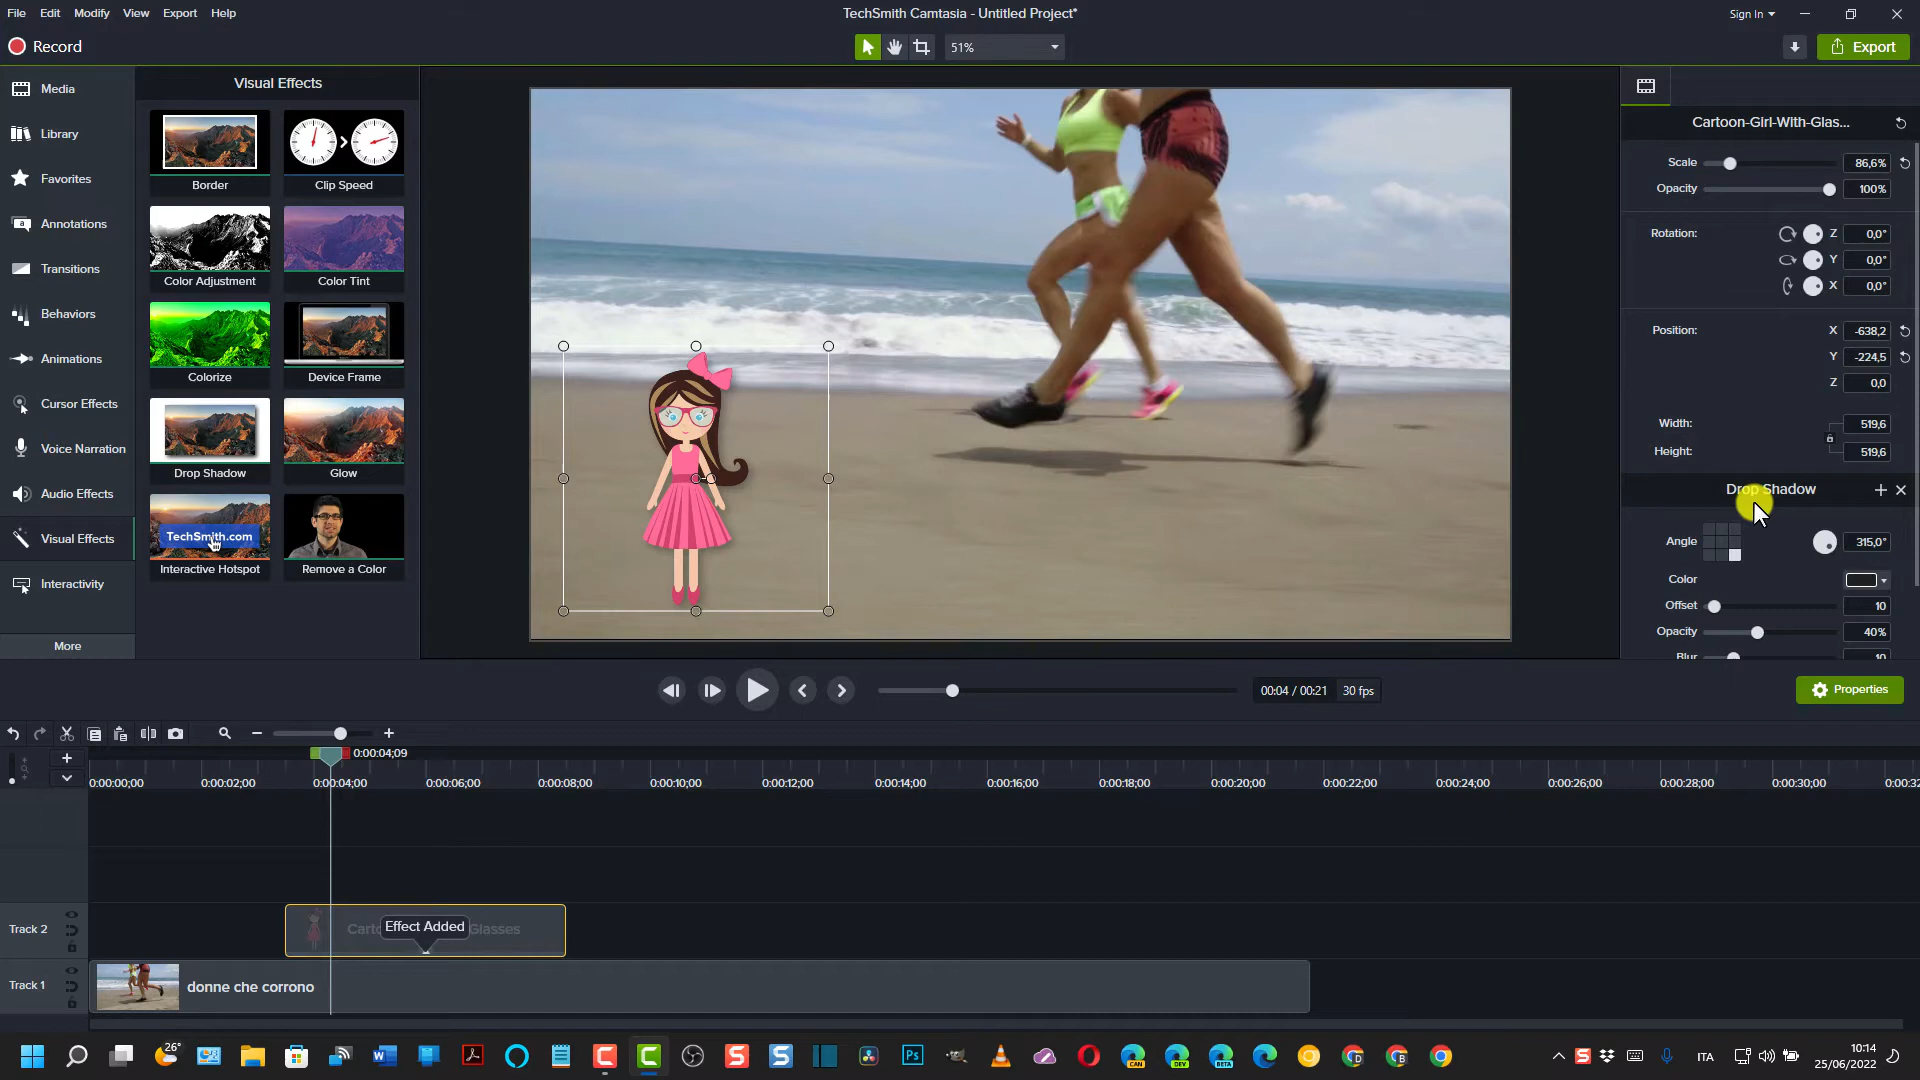 File Edit Modify View Export Help
TechSmith Camtasia - Untitled Project*
Sign In
Record
51%
Export
Media
Library
Favorites
Annotations
Transitions
Behaviors
Animations
Cursor Effects
Voice Narration
Audio Effects
Visual Effects
Interactivity
More
Visual Effects
Border
Clip Speed
Color Adjustment
Color Tint
Colorize
Device Frame
Drop Shadow
Glow
TechSmith.com
Interactive Hotspot
Remove a Color
Cartoon-Girl-With-Glas...
Scale 86,6%
Opacity 100%
Rotation: Z 0,0°
Y 0,0°
X 0,0°
Position: X -638,2
Y -224,5
Z 0,0
Width: 519,6
Height: 519,6
Drop Shadow
Angle 315,0°
Color
Offset 10
Opacity 40%
Blur 10
00:04 / 00:21 30 fps
Properties
0:00:04;09
0:00:00;00 0:00:02;00 0:00:04;00 0:00:06;00 0:00:08;00 0:00:10;00 0:00:12;00 0:00:14;00 0:00:16;00 0:00:18;00 0:00:20;00 0:00:22;00 0:00:24;00 0:00:26;00 0:00:28;00 0:00:30;00 0:00:32
Track 2
Effect Added
Glasses
Track 1
donne che corrono
26°
ITA
10:14
25/06/2022